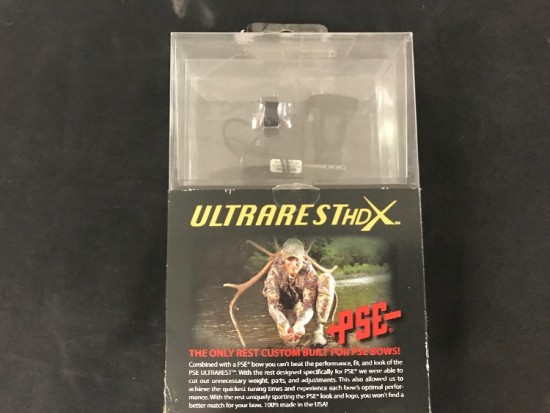 ULTRARESTHDX™
PSE®
THE ONLY REST CUSTOM BUILT FOR PSE BOWS!
Combined with a PSE® bow you can't beat the performance, fit, and look of the
PSE ULTRAREST™. With the rest designed specifically for PSE® we were able to
cut out unnecessary weight, parts, and adjustments. This also allowed us to
achieve the quickest tuning times and experience each bow's optimal perfor-
mance. With the rest uniquely sporting the PSE® look and logo, you won't find a
better match for your bow. 100% made in the USA!